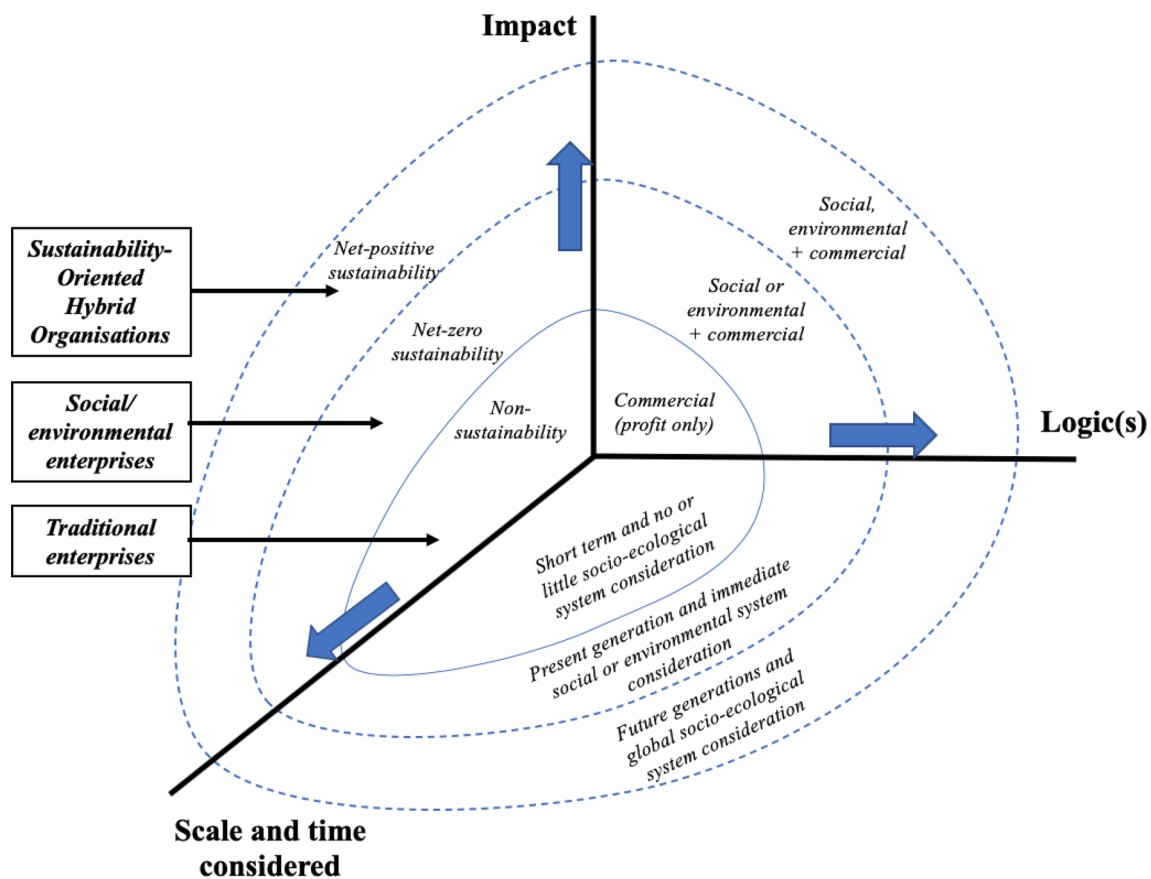 Impact
Sustainability-
Oriented
Hybrid
Organisations
Social/
environmental
enterprises
Traditional
enterprises
Net-positive
sustainability
Net-zero
sustainability
Non-
sustainability
Social,
environmental
+ commercial
Social or
environmental
+ commercial
Commercial
(profit only)
Logic(s)
Short term and no or
little socio-ecological
system consideration
Present generation and immediate
social or environmental system
consideration
Future generations and
global socio-ecological
system consideration
Scale and time
considered